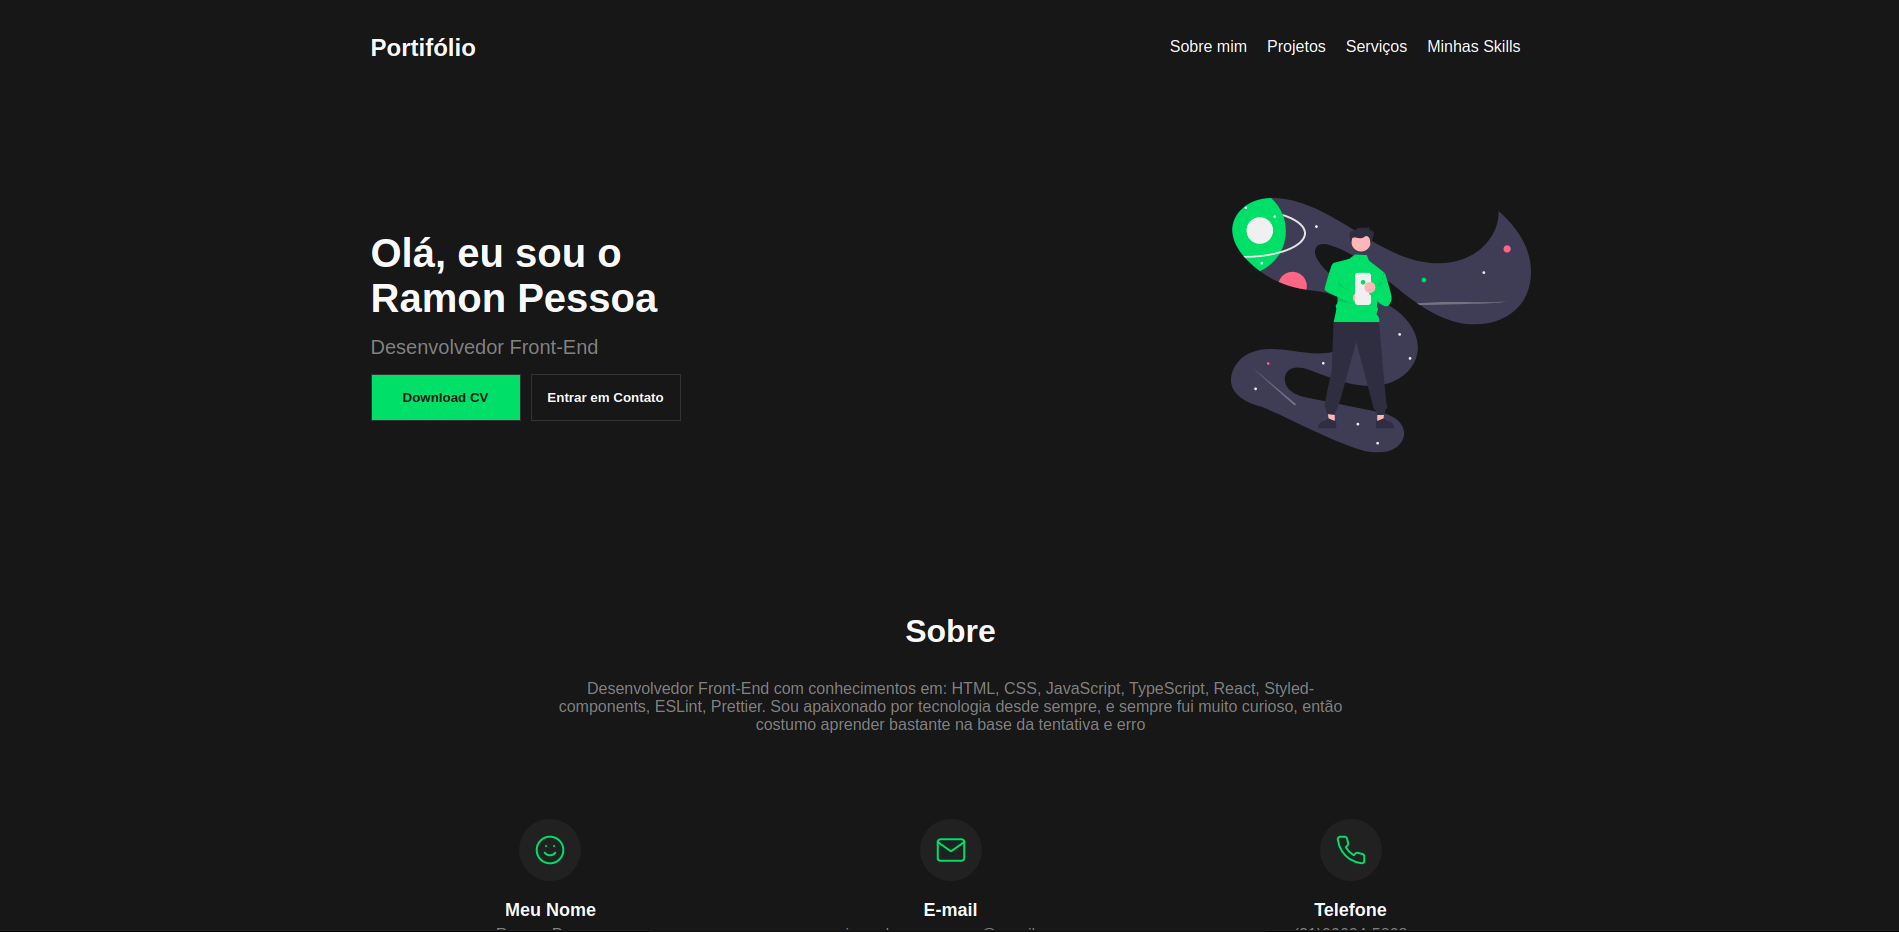 Portifólio
Sobre mim Projetos Serviços Minhas Skills
Olá, eu sou o
Ramon Pessoa
Desenvolvedor Front-End
Download CV Entrar em Contato
Sobre
Desenvolvedor Front-End com conhecimentos em: HTML, CSS, JavaScript, TypeScript, React, Styled-
components, ESLint, Prettier. Sou apaixonado por tecnologia desde sempre, e sempre fui muito curioso, então
costumo aprender bastante na base da tentativa e erro
Meu Nome E-mail Telefone